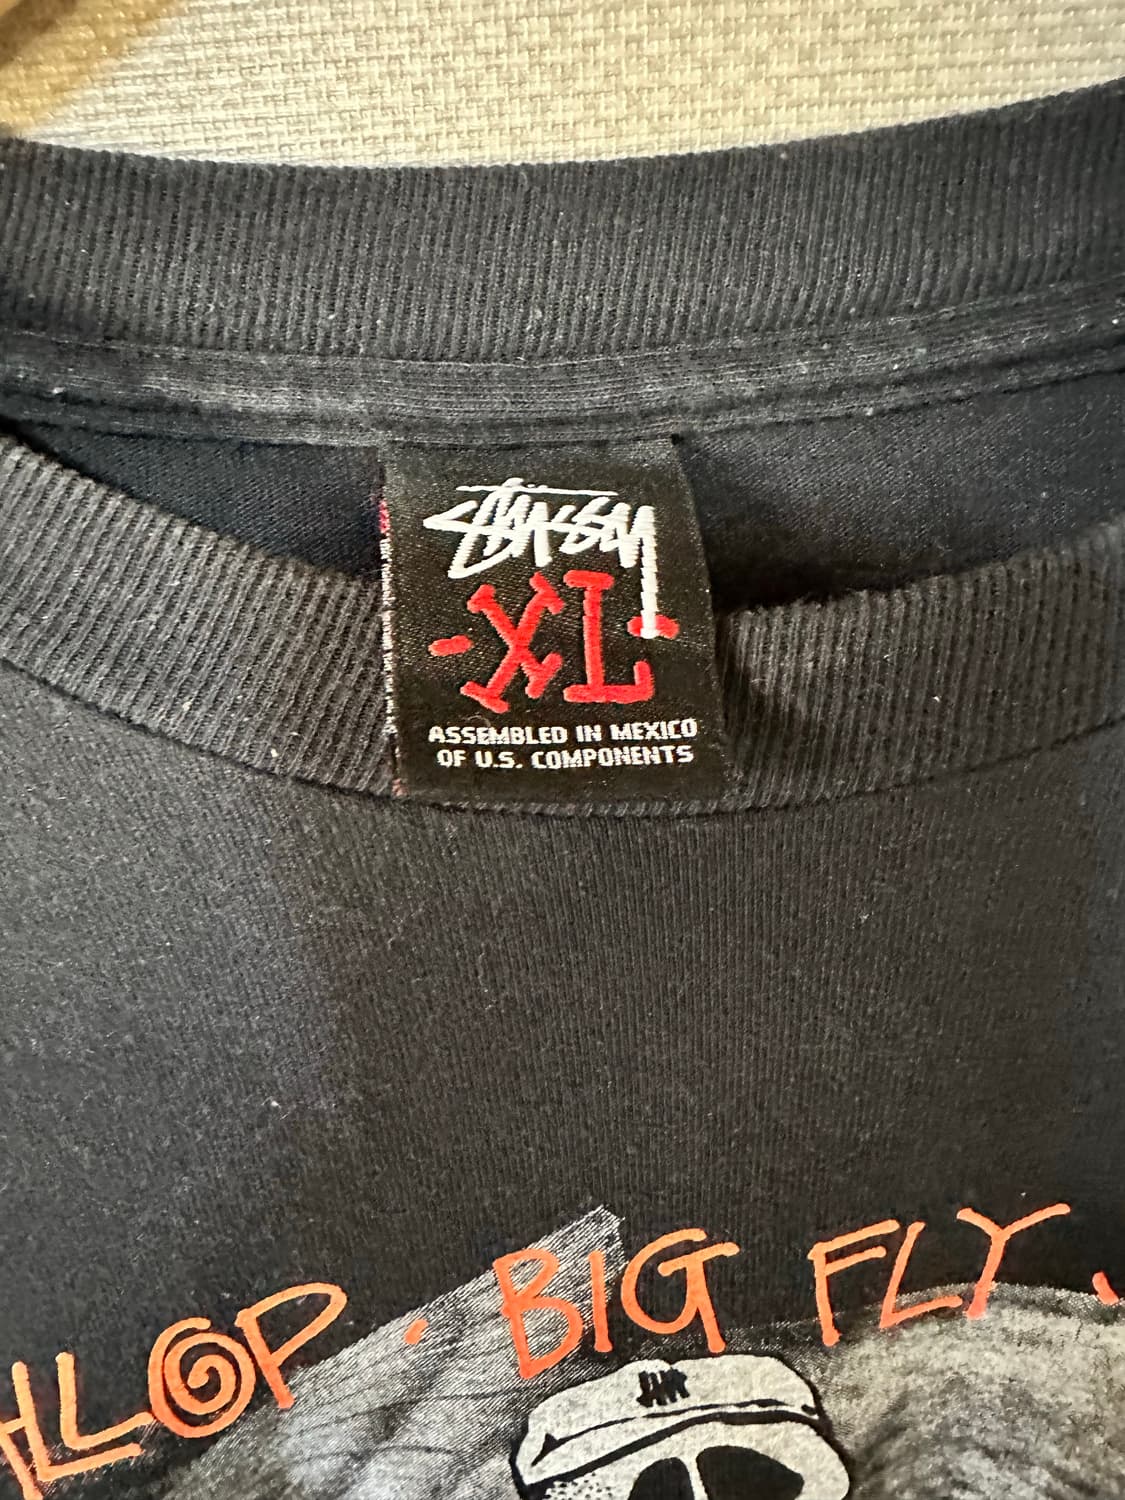 Stüssy
-XL-
ASSEMBLED IN MEXICO
OF U.S. COMPONENTS
BIG FLY